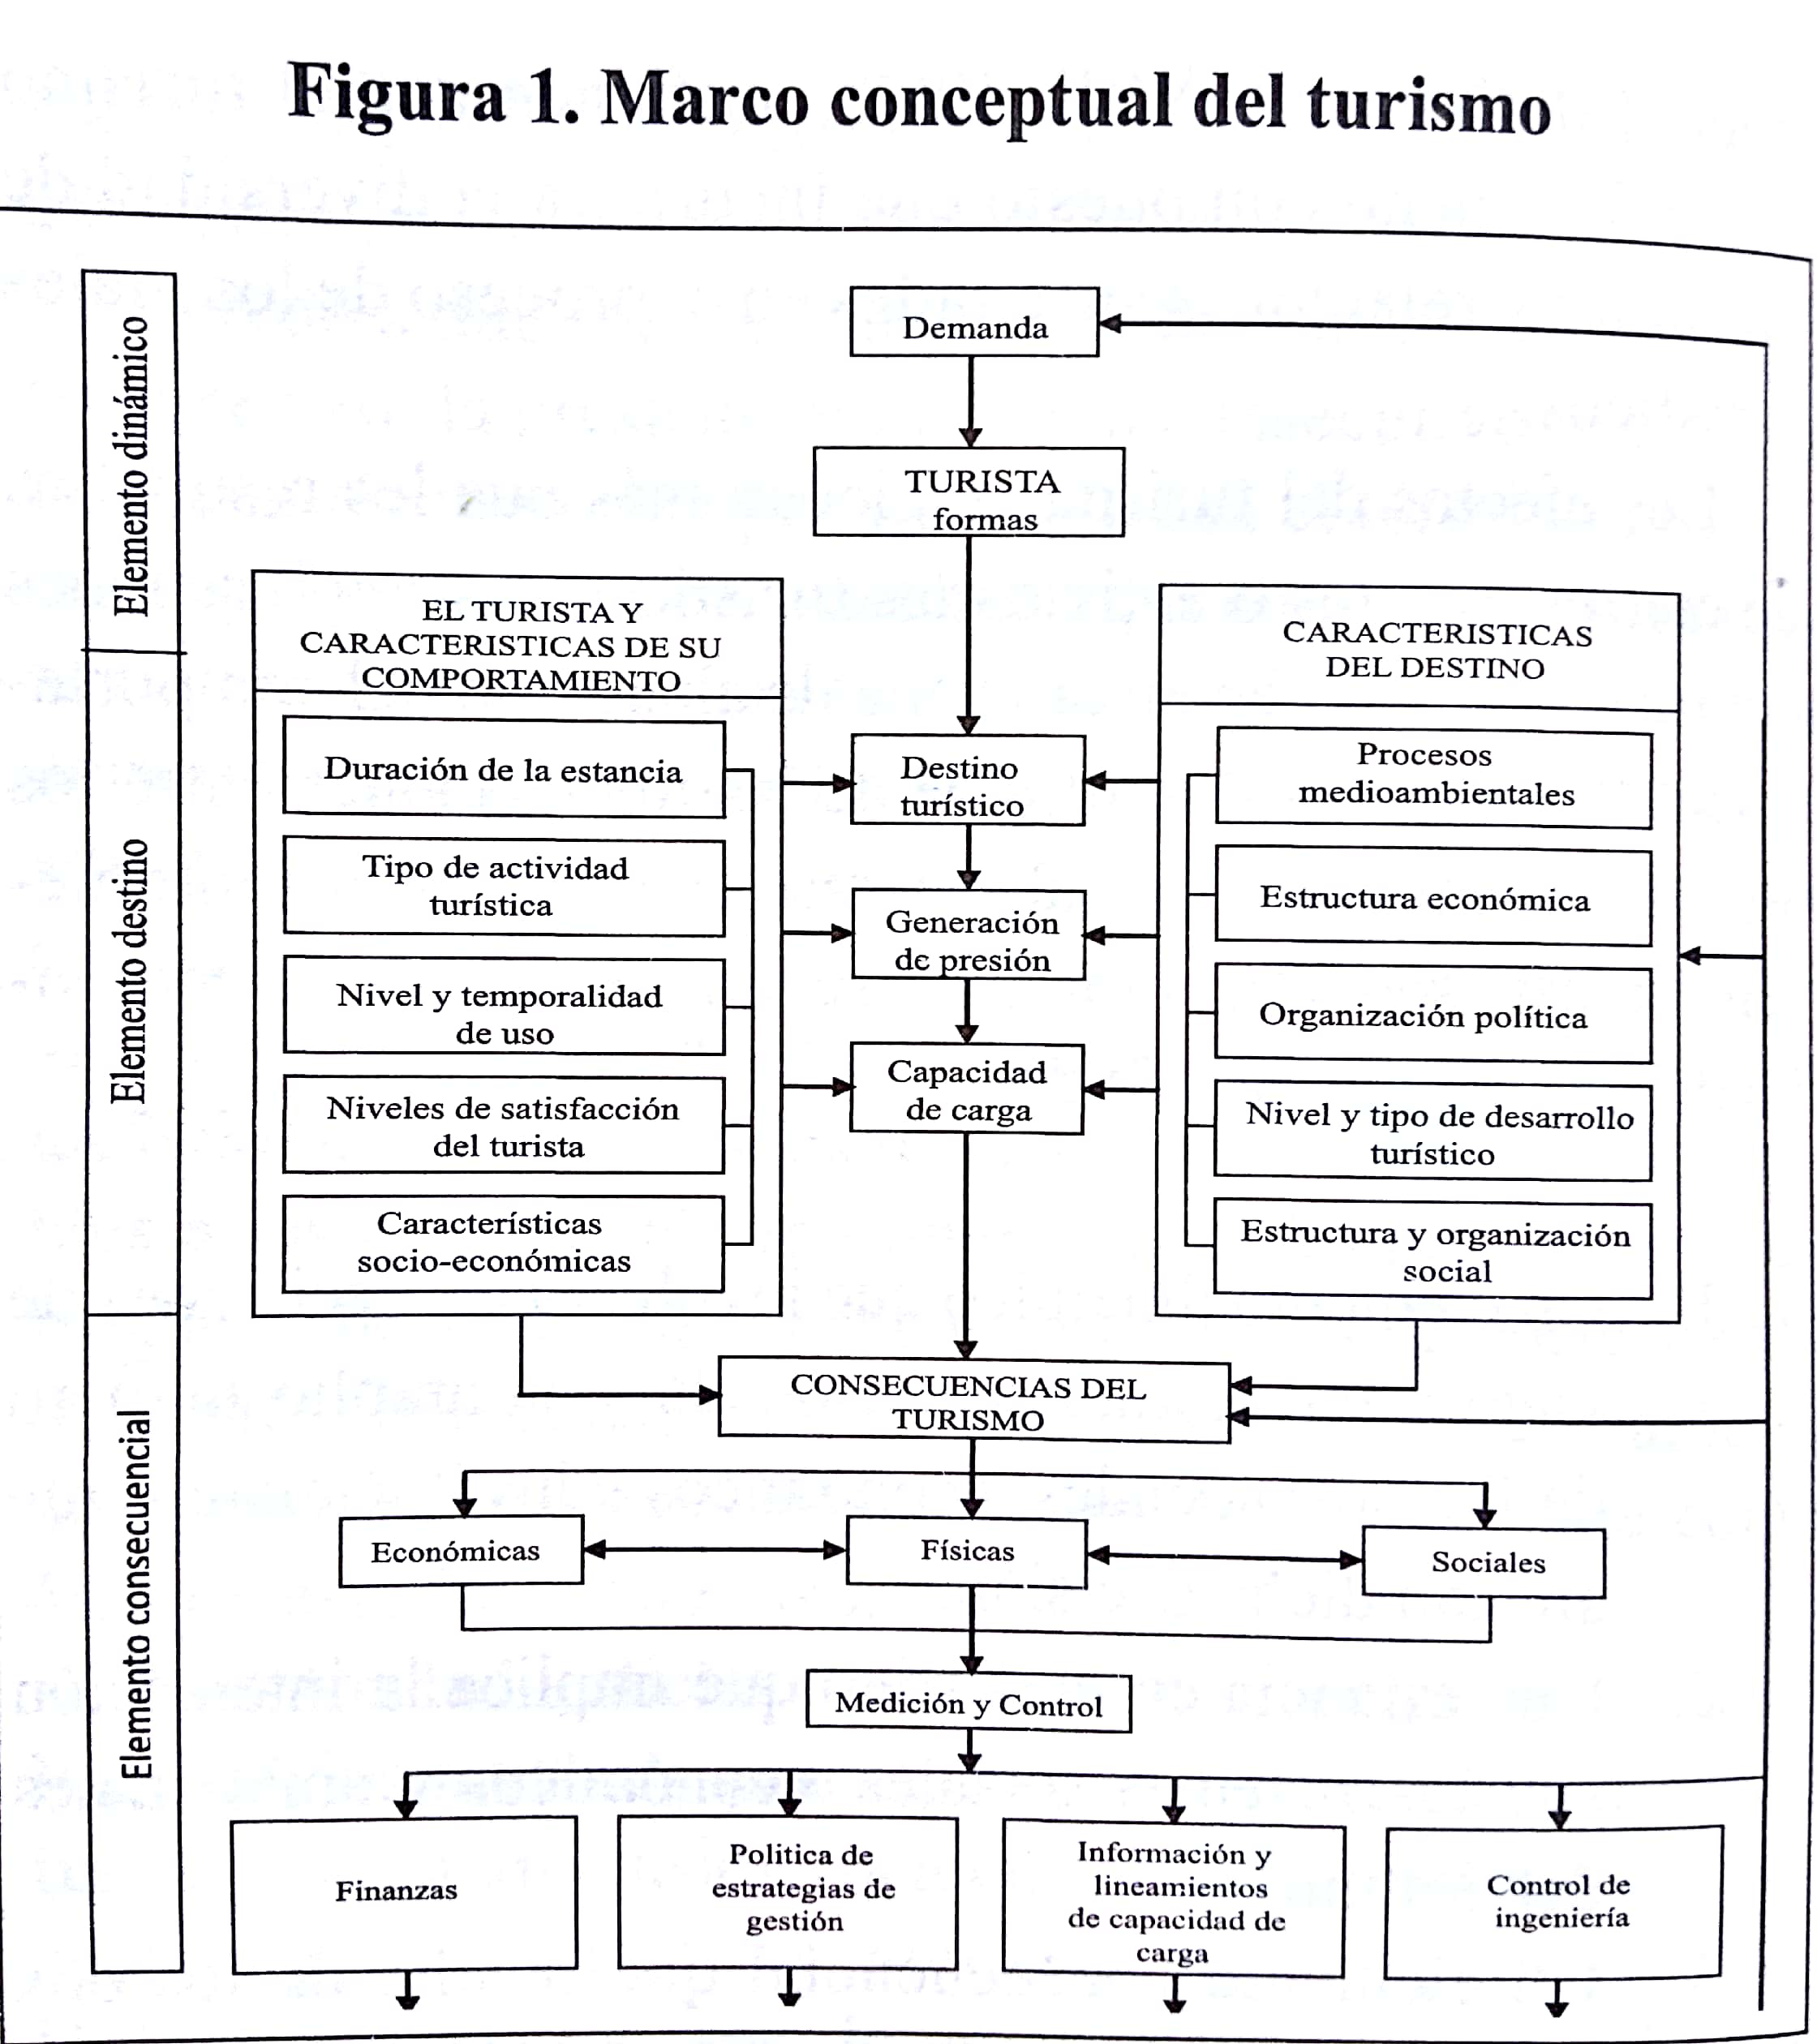 Figura 1. Marco conceptual del turismo
Elemento dinámico
Demanda
TURISTA
formas
Elemento destino
EL TURISTA Y
CARACTERISTICAS DE SU
COMPORTAMIENTO
Duración de la estancia
Tipo de actividad
turística
Nivel y temporalidad
de uso
Niveles de satisfacción
del turista
Características
socio-económicas
Destino
turístico
Generación
de presión
Capacidad
de carga
CARACTERISTICAS
DEL DESTINO
Procesos
medioambientales
Estructura económica
Organización política
Nivel y tipo de desarrollo
turístico
Estructura y organización
social
Elemento consecuencial
CONSECUENCIAS DEL
TURISMO
Económicas
Físicas
Sociales
Medición y Control
Finanzas
Politica de
estrategias de
gestión
Información y
lineamientos
de capacidad de
carga
Control de
ingeniería